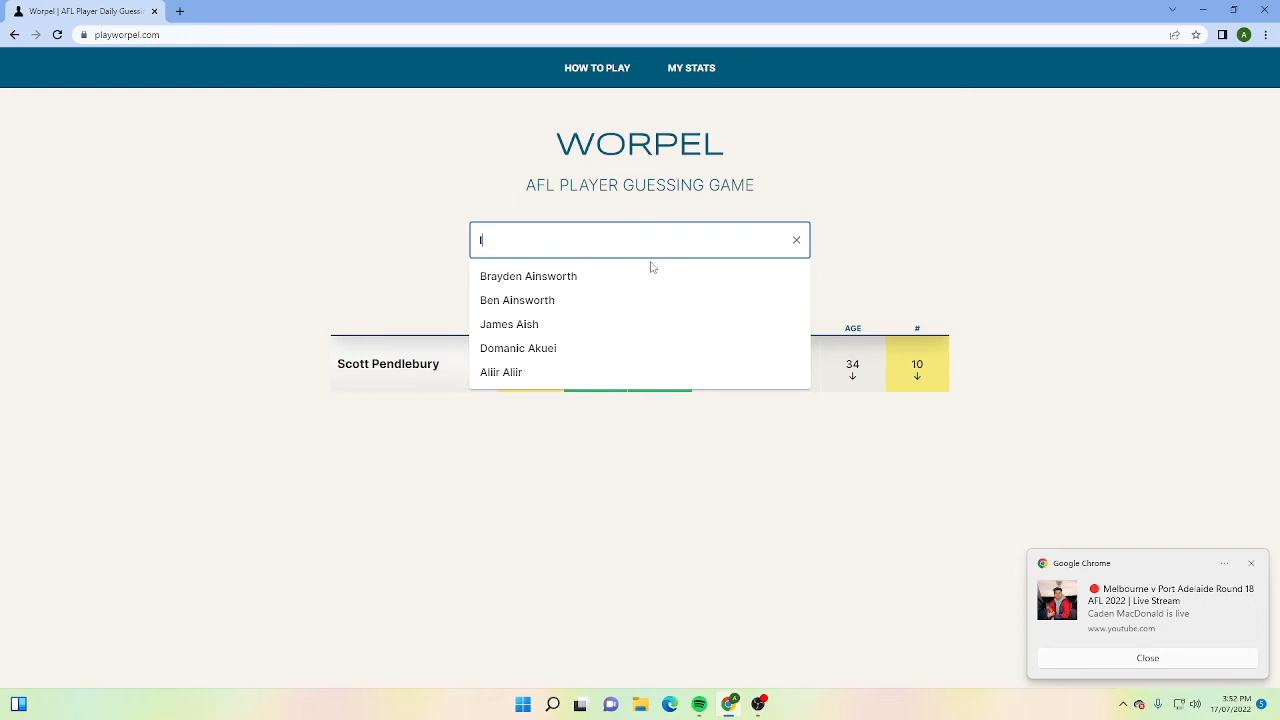 Worpel | AFL Player Daily Guessin
playworpel.com
A
HOW TO PLAY MY STATS
WORPEL
AFL PLAYER GUESSING GAME
I
Brayden Ainsworth
Ben Ainsworth
James Aish
Domanic Akuei
Aliir Aliir
AGE #
Scott Pendlebury 34 10
Google Chrome
🔴 Melbourne v Port Adelaide Round 18
AFL 2022 | Live Stream
Caden MacDonald is live
www.youtube.com
Close
3:52 PM
17/07/2022
5